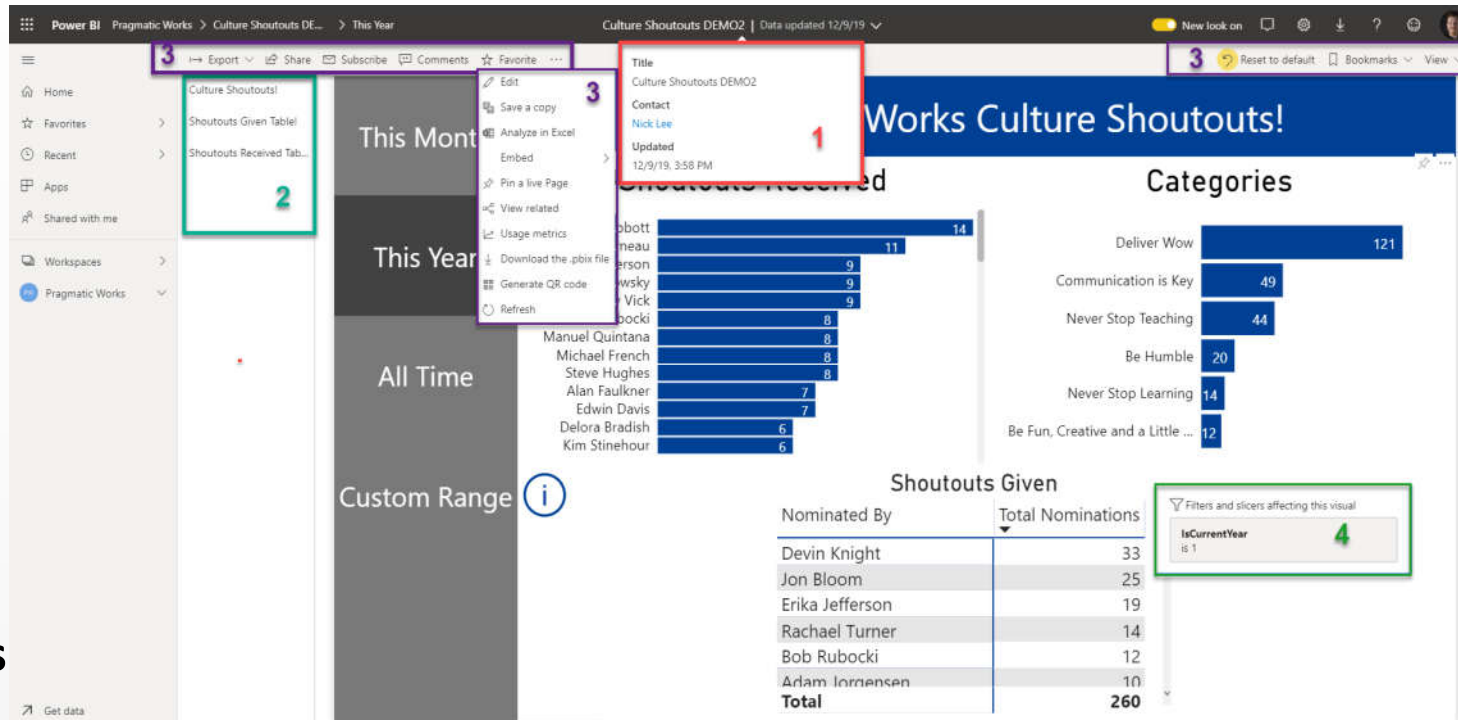 Power BI Pragmatic Works > Culture Shoutouts DE... > This Year
Culture Shoutouts DEMO2 | Data updated 12/9/19
New look on
3
Export Share Subscribe Comments Favorite ...
3 Reset to default Bookmarks View
Home
Favorites
Recent
Apps
Shared with me
Workspaces
Pragmatic Works
Get data
Culture Shoutouts!
Shoutouts Given Table!
Shoutouts Received Tab...
2
Edit
3
Save a copy
Analyze in Excel
Embed
Pin a live Page
View related
Usage metrics
Download the .pbix file
Generate QR code
Refresh
Title
Culture Shoutouts DEMO2
Contact
Nick Lee
Updated
12/9/19, 3:58 PM
1
Works Culture Shoutouts!
This Mont
This Year
All Time
Custom Range i
Received
bott 14
meau 11
erson 9
wsky 9
Vick 9
bocki 8
Manuel Quintana 8
Michael French 8
Steve Hughes 8
Alan Faulkner 7
Edwin Davis 7
Delora Bradish 6
Kim Stinehour 6
Categories
Deliver Wow 121
Communication is Key 49
Never Stop Teaching 44
Be Humble 20
Never Stop Learning 14
Be Fun, Creative and a Little ... 12
Shoutouts Given
Nominated By Total Nominations
Devin Knight 33
Jon Bloom 25
Erika Jefferson 19
Rachael Turner 14
Bob Rubocki 12
Adam Jorgensen 10
Total 260
Filters and slicers affecting this visual
IsCurrentYear
is 1
4
s